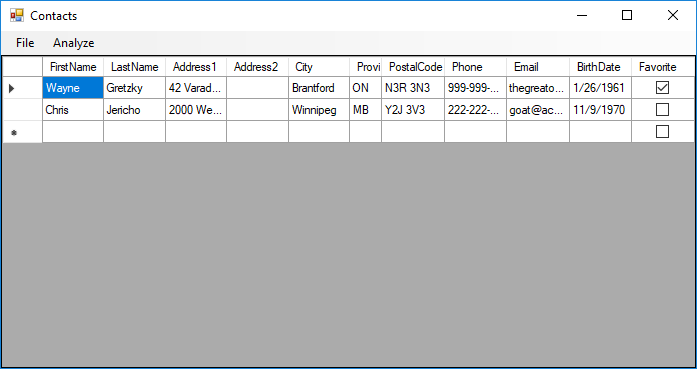 Contacts
File Analyze
FirstName LastName Address1 Address2 City Provi PostalCode Phone Email BirthDate Favorite
Wayne Gretzky 42 Varad... Brantford ON N3R 3N3 999-999-... thegreato... 1/26/1961
Chris Jericho 2000 We... Winnipeg MB Y2J 3V3 222-222-... goat@ac... 11/9/1970